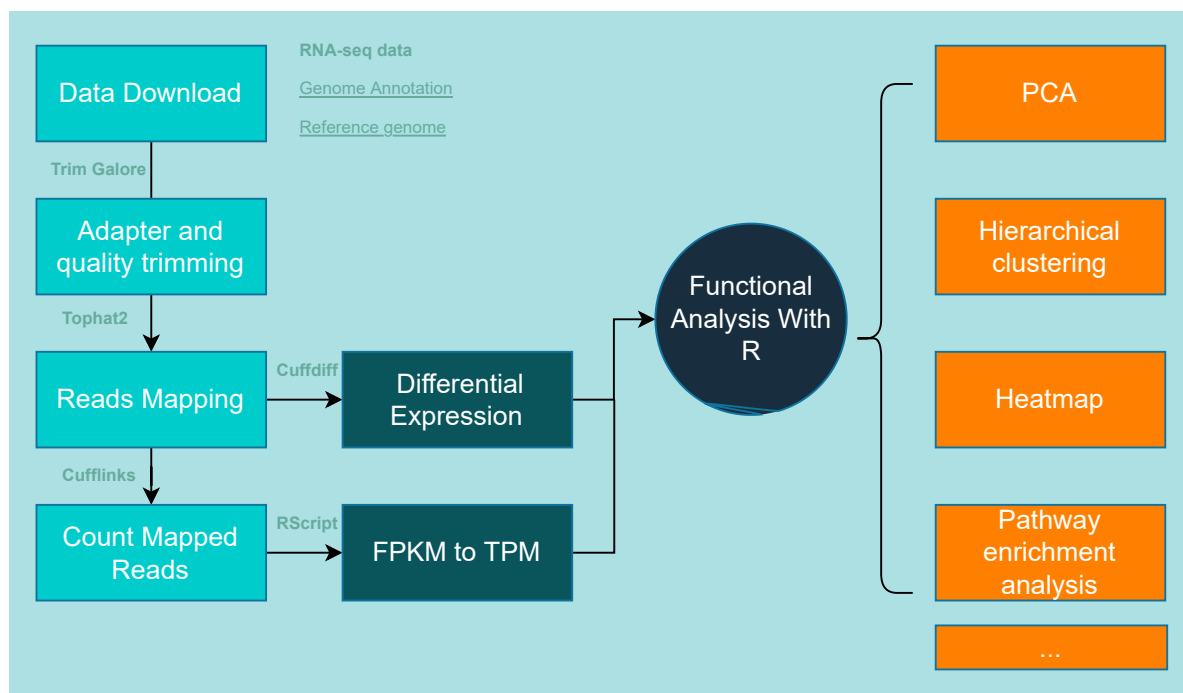 Data Download
RNA-seq data
Genome Annotation
Reference genome
Trim Galore
Adapter and
quality trimming
Tophat2
Reads Mapping
Cuffdiff
Differential
Expression
Cufflinks
Count Mapped
Reads
RScript
FPKM to TPM
Functional
Analysis With
R
PCA
Hierarchical
clustering
Heatmap
Pathway
enrichment
analysis
...